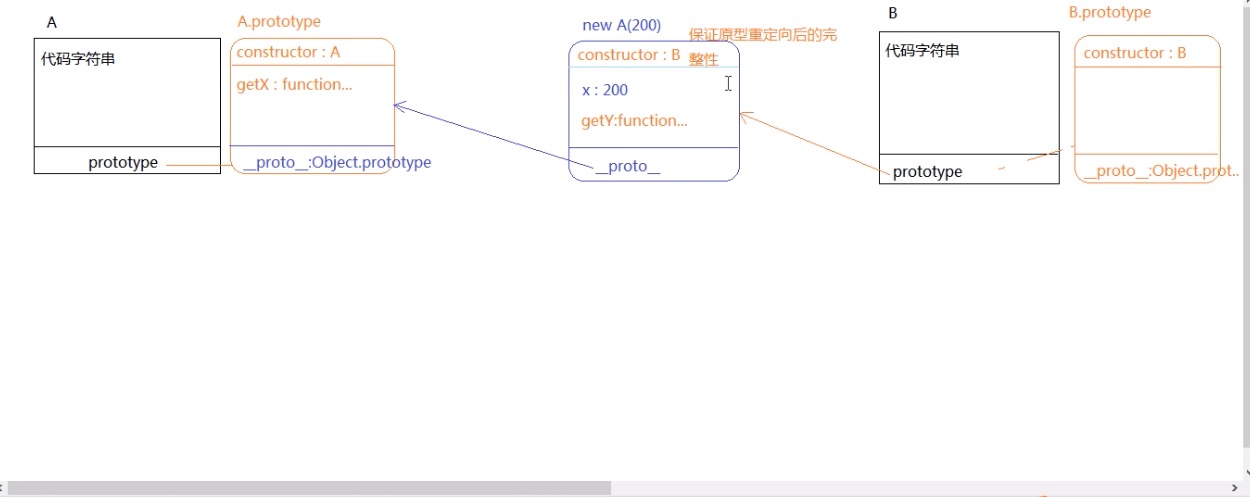 A
代码字符串
prototype
A.prototype
constructor : A
getX : function...
__proto__:Object.prototype
new A(200)
保证原型重定向后的完
整性
constructor : B
x : 200
getY:function...
__proto__
B
代码字符串
prototype
B.prototype
constructor : B
__proto__:Object.prot..